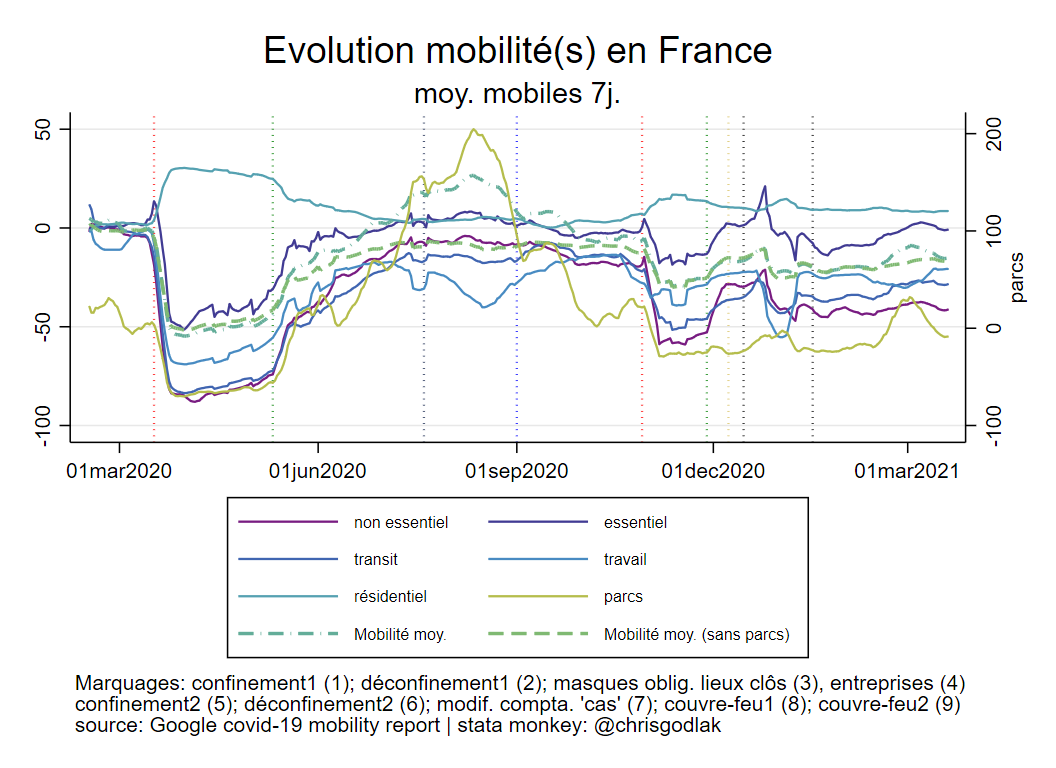 Evolution mobilité(s) en France
moy. mobiles 7j.
50
0
-50
-100
200
100
0
-100
parcs
01mar2020
01jun2020
01sep2020
01dec2020
01mar2021
non essentiel
essentiel
transit
travail
résidentiel
parcs
Mobilité moy.
Mobilité moy. (sans parcs)
Marquages: confinement1 (1); déconfinement1 (2); masques oblig. lieux clôs (3), entreprises (4)
confinement2 (5); déconfinement2 (6); modif. compta. 'cas' (7); couvre-feu1 (8); couvre-feu2 (9)
source: Google covid-19 mobility report | stata monkey: @chrisgodlak